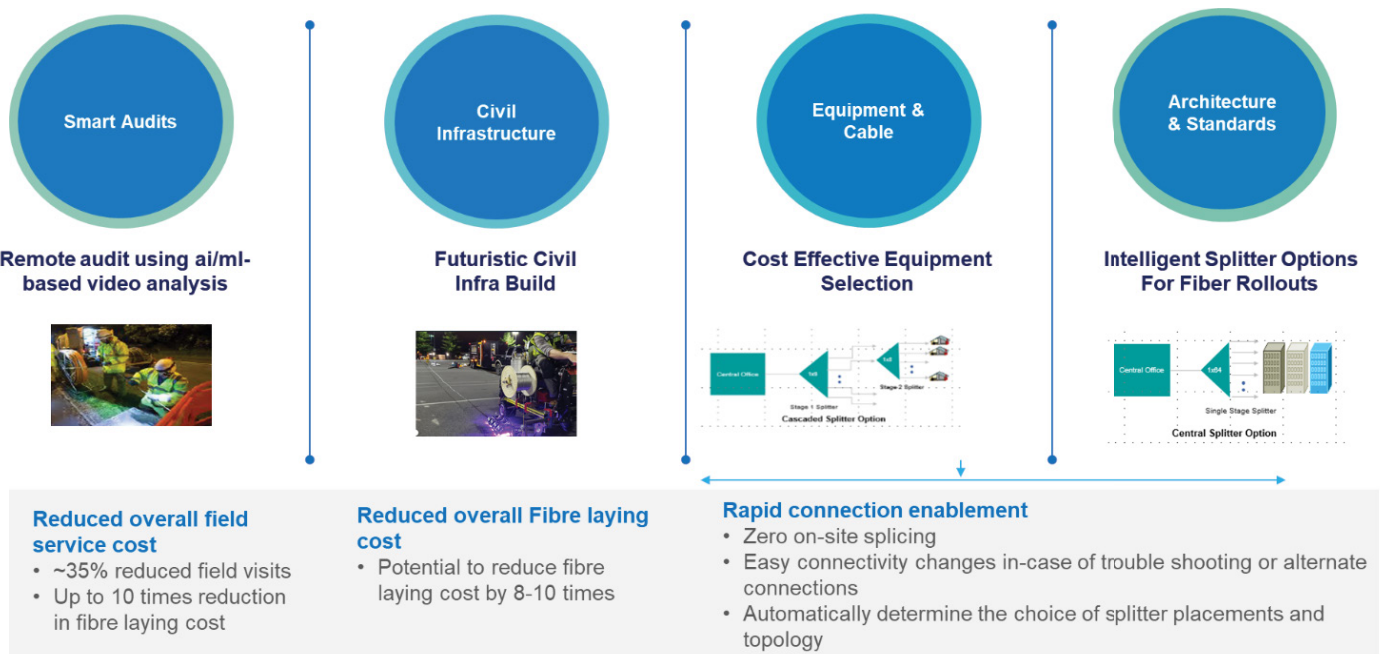 Smart Audits
Civil
Infrastructure
Equipment &
Cable
Architecture
& Standards
Remote audit using ai/ml-
based video analysis
Futuristic Civil
Infra Build
Cost Effective Equipment
Selection
Intelligent Splitter Options
For Fiber Rollouts
Central Office
1x8
Stage 1 Splitter
1x8
Stage-2 Splitter
Cascaded Splitter Option
Central Office
1x64
Single Stage Splitter
Central Splitter Option
Reduced overall field
service cost
• ~35% reduced field visits
• Up to 10 times reduction
in fibre laying cost
Reduced overall Fibre laying
cost
• Potential to reduce fibre
laying cost by 8-10 times
Rapid connection enablement
• Zero on-site splicing
• Easy connectivity changes in-case of trouble shooting or alternate
connections
• Automatically determine the choice of splitter placements and
topology